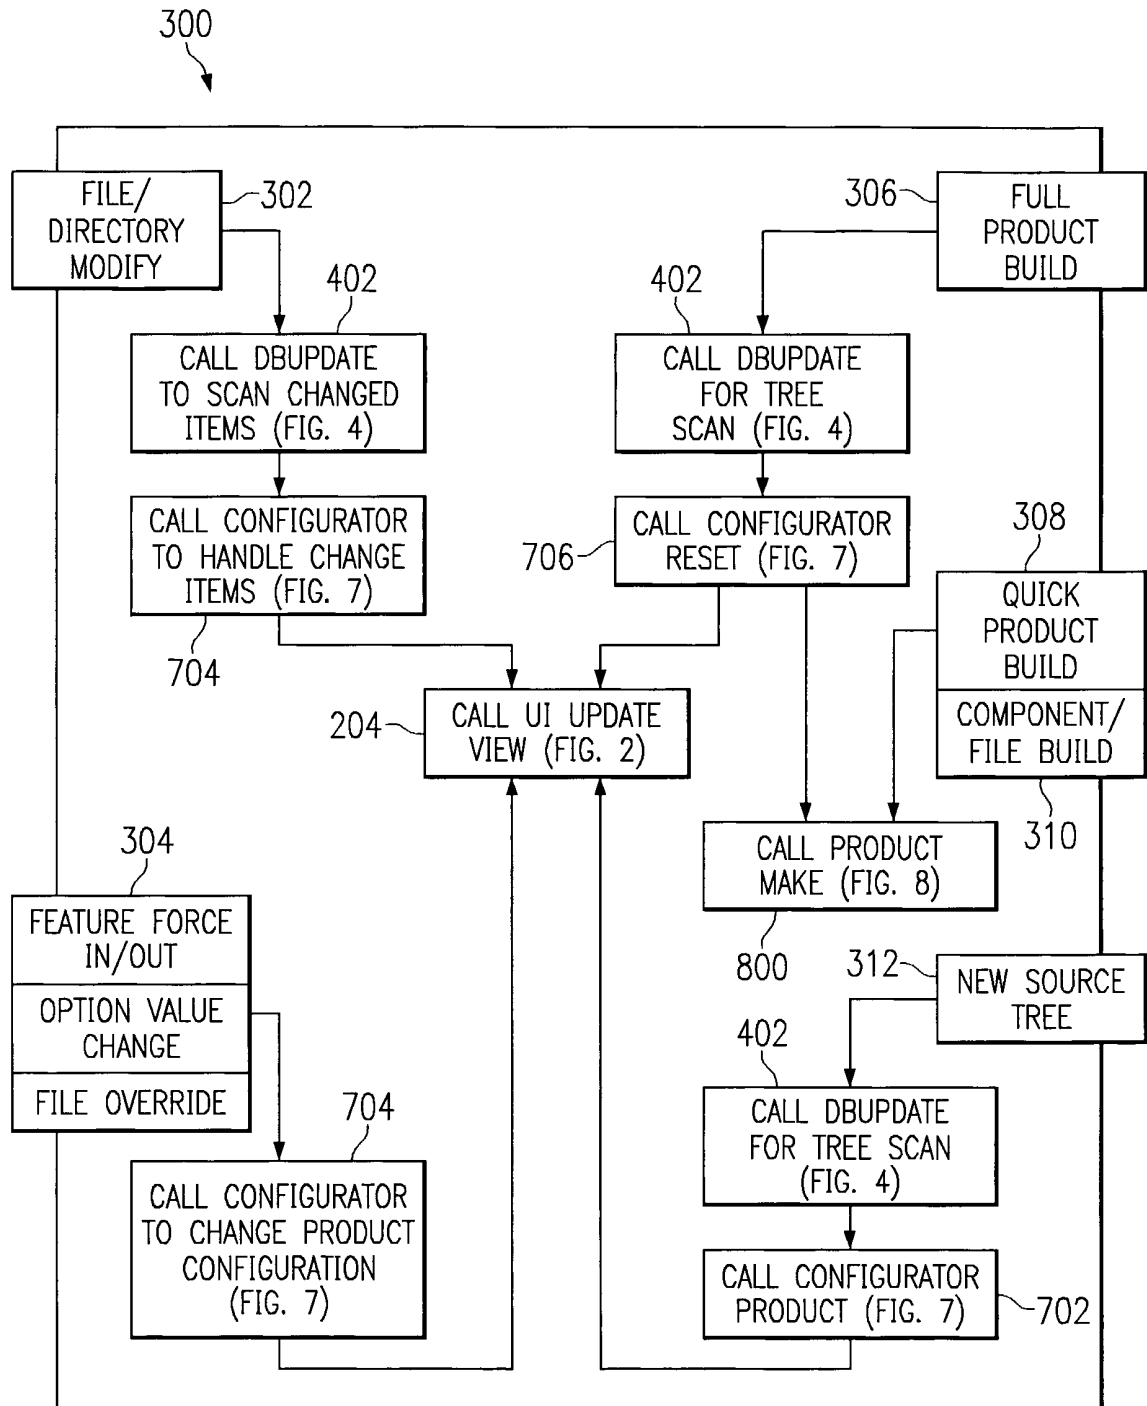 300
FILE/
DIRECTORY
MODIFY
302
306
FULL
PRODUCT
BUILD
402
CALL DBUPDATE
TO SCAN CHANGED
ITEMS (FIG. 4)
402
CALL DBUPDATE
FOR TREE
SCAN (FIG. 4)
CALL CONFIGURATOR
TO HANDLE CHANGE
ITEMS (FIG. 7)
704
706
CALL CONFIGURATOR
RESET (FIG. 7)
308
QUICK
PRODUCT
BUILD
COMPONENT/
FILE BUILD
310
204
CALL UI UPDATE
VIEW (FIG. 2)
CALL PRODUCT
MAKE (FIG. 8)
800
304
FEATURE FORCE
IN/OUT
OPTION VALUE
CHANGE
FILE OVERRIDE
312
NEW SOURCE
TREE
402
CALL DBUPDATE
FOR TREE SCAN
(FIG. 4)
704
CALL CONFIGURATOR
TO CHANGE PRODUCT
CONFIGURATION
(FIG. 7)
CALL CONFIGURATOR
PRODUCT (FIG. 7)
702